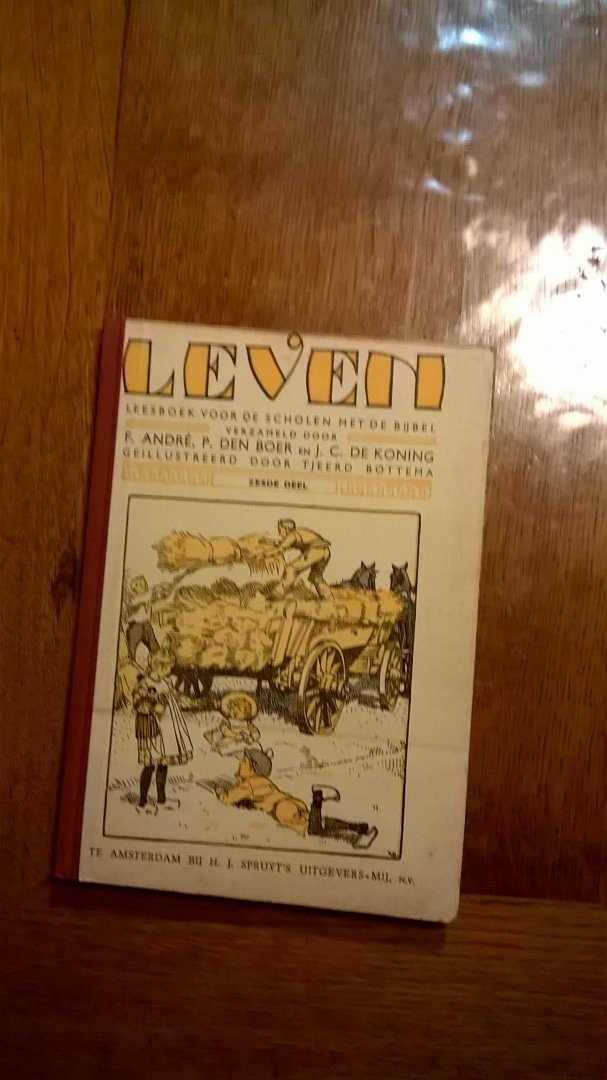 LEVEN
LEESBOEK VOOR DE SCHOLEN MET DE BIJBEL
VERZAMELD DOOR
F. ANDRÉ, P. DEN BOER EN J. C. DE KONING
GEILLUSTREERD DOOR TJEERD BOTTEMA
ZESDE DEEL
TE AMSTERDAM BIJ H. J. SPRUYT'S UITGEVERS-MIJ. N.V.